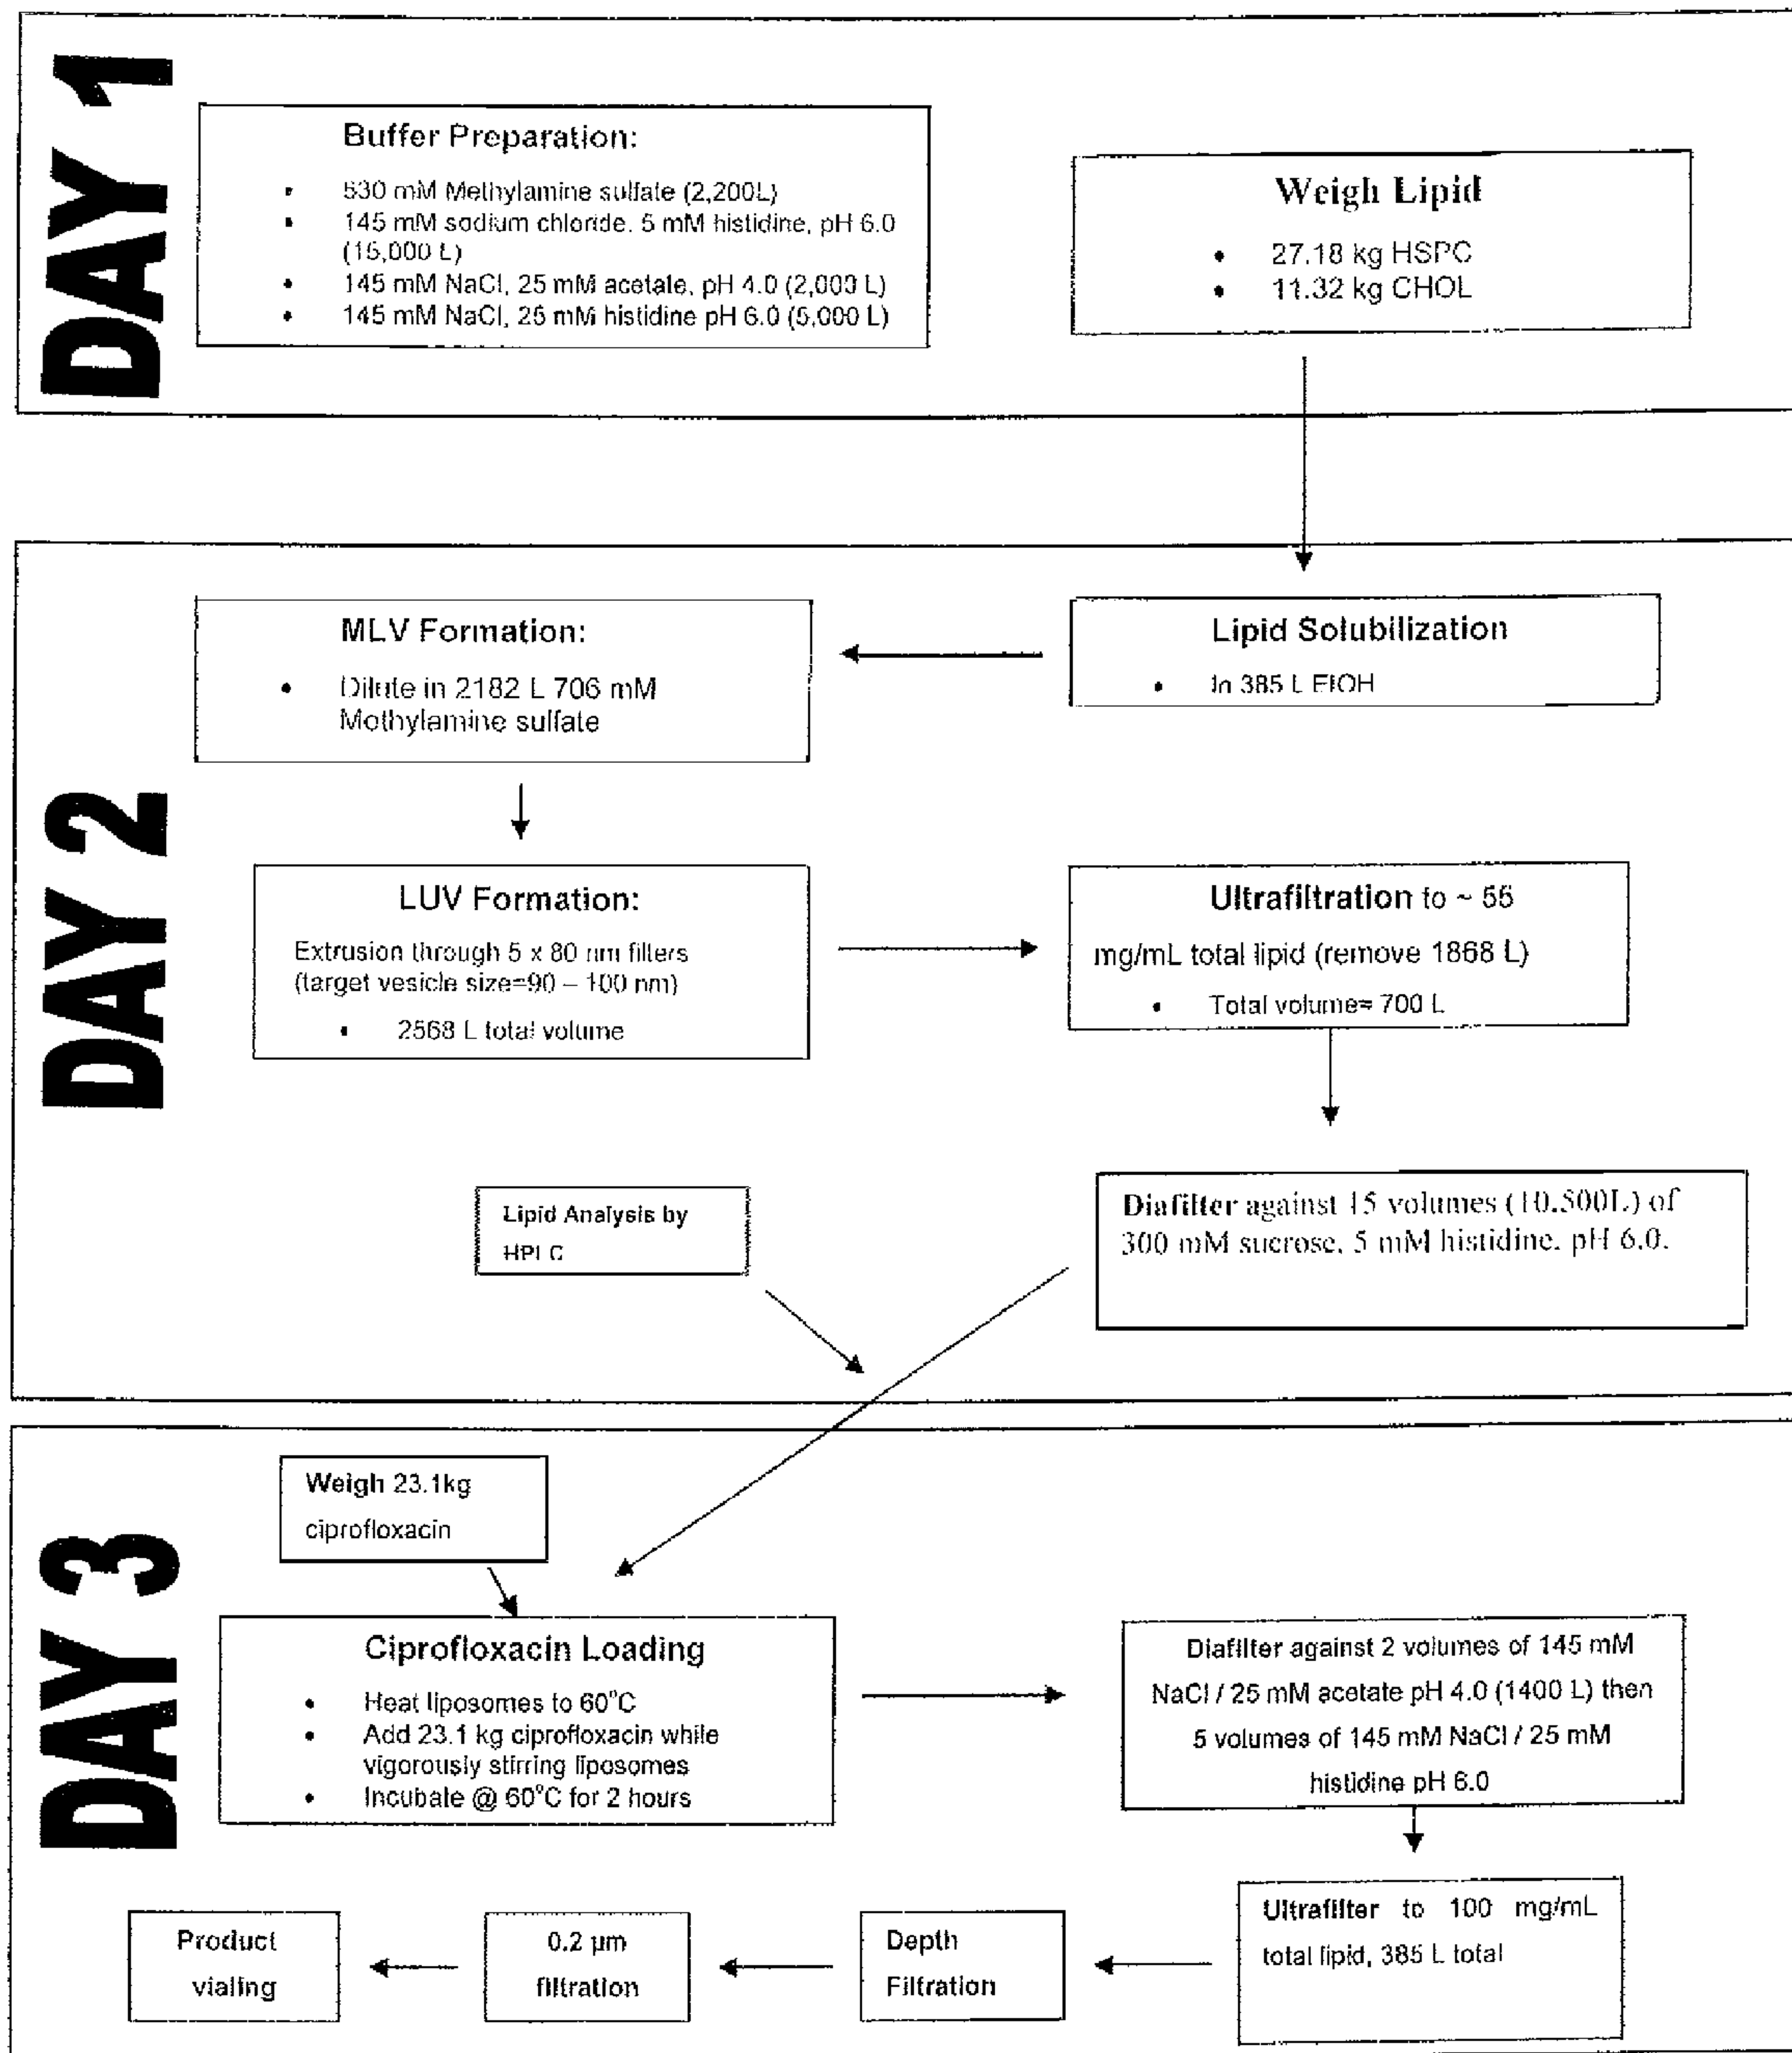 DAY 1
Buffer Preparation:
• 530 mM Methylamine sulfate (2,200L)
• 145 mM sodium chloride, 5 mM histidine, pH 6.0
(15,000 L)
• 145 mM NaCl, 25 mM acetate, pH 4.0 (2,000 L)
• 145 mM NaCl, 25 mM histidine pH 6.0 (5,000 L)
Weigh Lipid
• 27.18 kg HSPC
• 11.32 kg CHOL
DAY 2
Lipid Solubilization
• In 385 L EtOH
MLV Formation:
• Dilute in 2182 L 706 mM
Methylamine sulfate
LUV Formation:
Extrusion through 5 x 80 nm filters
(target vesicle size=90 – 100 nm)
• 2568 L total volume
Ultrafiltration to ~ 55
mg/mL total lipid (remove 1868 L)
• Total volume= 700 L
Diafilter against 15 volumes (10,500L) of
300 mM sucrose, 5 mM histidine, pH 6.0.
Lipid Analysis by
HPLC
DAY 3
Weigh 23.1kg
ciprofloxacin
Ciprofloxacin Loading
• Heat liposomes to 60°C
• Add 23.1 kg ciprofloxacin while
vigorously stirring liposomes
• Incubate @ 60°C for 2 hours
Diafilter against 2 volumes of 145 mM
NaCl / 25 mM acetate pH 4.0 (1400 L) then
5 volumes of 145 mM NaCl / 25 mM
histidine pH 6.0
Ultrafilter to 100 mg/mL
total lipid, 385 L total
Depth
Filtration
0.2 µm
filtration
Product
vialing